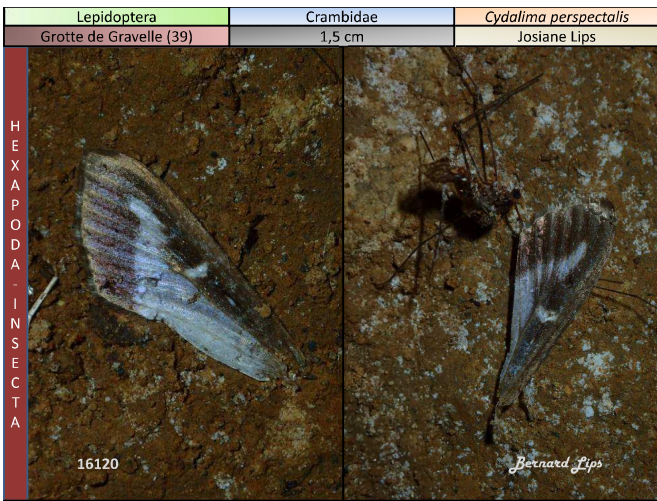 Lepidoptera
Crambidae
Cydalima perspectalis
Grotte de Gravelle (39)
1,5 cm
Josiane Lips
HEXAPODA - INSECTA
16120
Bernard Lips